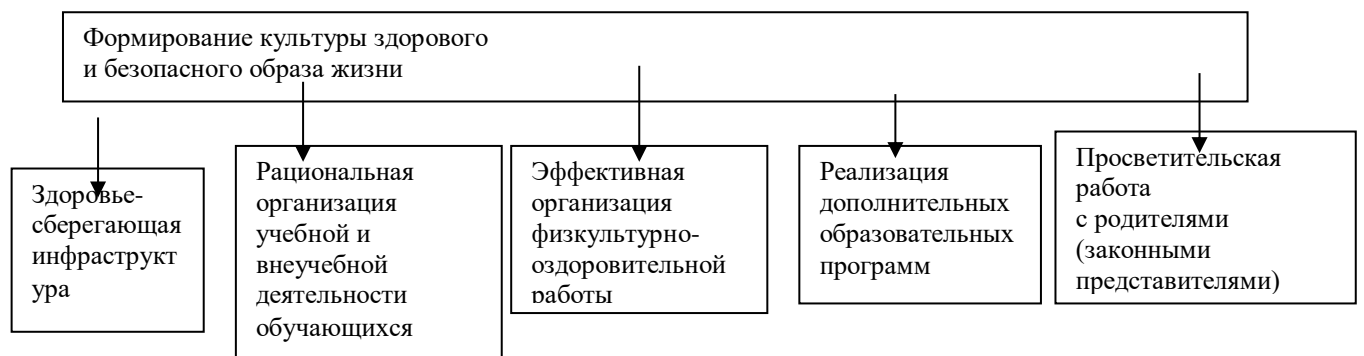 Формирование культуры здорового
и безопасного образа жизни
Здоровье-
сберегающая
инфраструкт
ура
Рациональная
организация
учебной и
внеучебной
деятельности
обучающихся
Эффективная
организация
физкультурно-
оздоровительной
работы
Реализация
дополнительных
образовательных
программ
Просветительская
работа
с родителями
(законными
представителями)